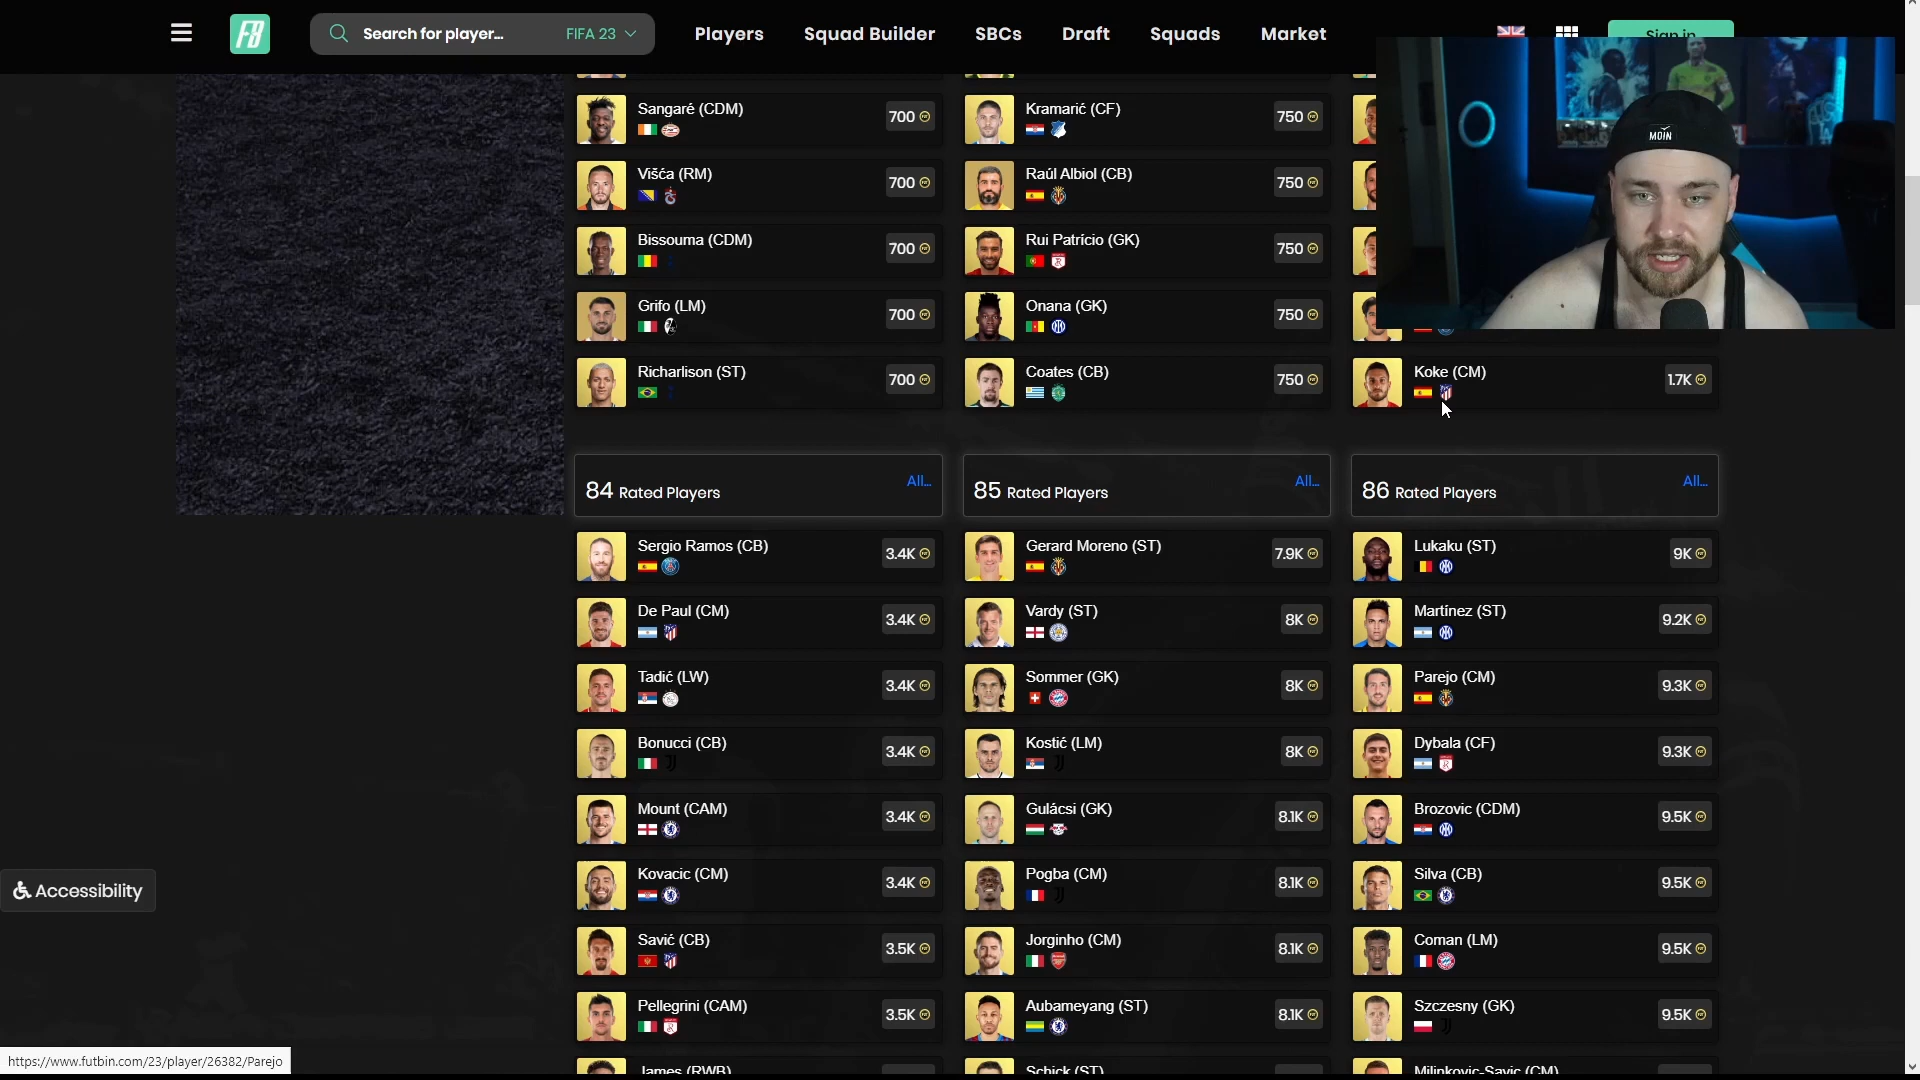 F8
Search for player...
FIFA 23
Players
Squad Builder
SBCs
Draft
Squads
Market
Sign in
MOIN
Sangaré (CDM)
700
Kramarić (CF)
750
Višća (RM)
700
Raúl Albiol (CB)
750
Bissouma (CDM)
700
Rui Patrício (GK)
750
Grifo (LM)
700
Onana (GK)
750
Richarlison (ST)
700
Coates (CB)
750
Koke (CM)
1.7K
84 Rated Players
All...
85 Rated Players
All...
86 Rated Players
All...
Sergio Ramos (CB)
3.4K
Gerard Moreno (ST)
7.9K
Lukaku (ST)
9K
De Paul (CM)
3.4K
Vardy (ST)
8K
Martínez (ST)
9.2K
Tadić (LW)
3.4K
Sommer (GK)
8K
Parejo (CM)
9.3K
Bonucci (CB)
3.4K
Kostić (LM)
8K
Dybala (CF)
9.3K
Mount (CAM)
3.4K
Gulácsi (GK)
8.1K
Brozovic (CDM)
9.5K
Kovacic (CM)
3.4K
Pogba (CM)
8.1K
Silva (CB)
9.5K
Accessibility
Savić (CB)
3.5K
Jorginho (CM)
8.1K
Coman (LM)
9.5K
Pellegrini (CAM)
3.5K
Aubameyang (ST)
8.1K
Szczesny (GK)
9.5K
James (RWB)
Schick (ST)
Milinkovic-Savic (CM)
https://www.futbin.com/23/player/26382/Parejo